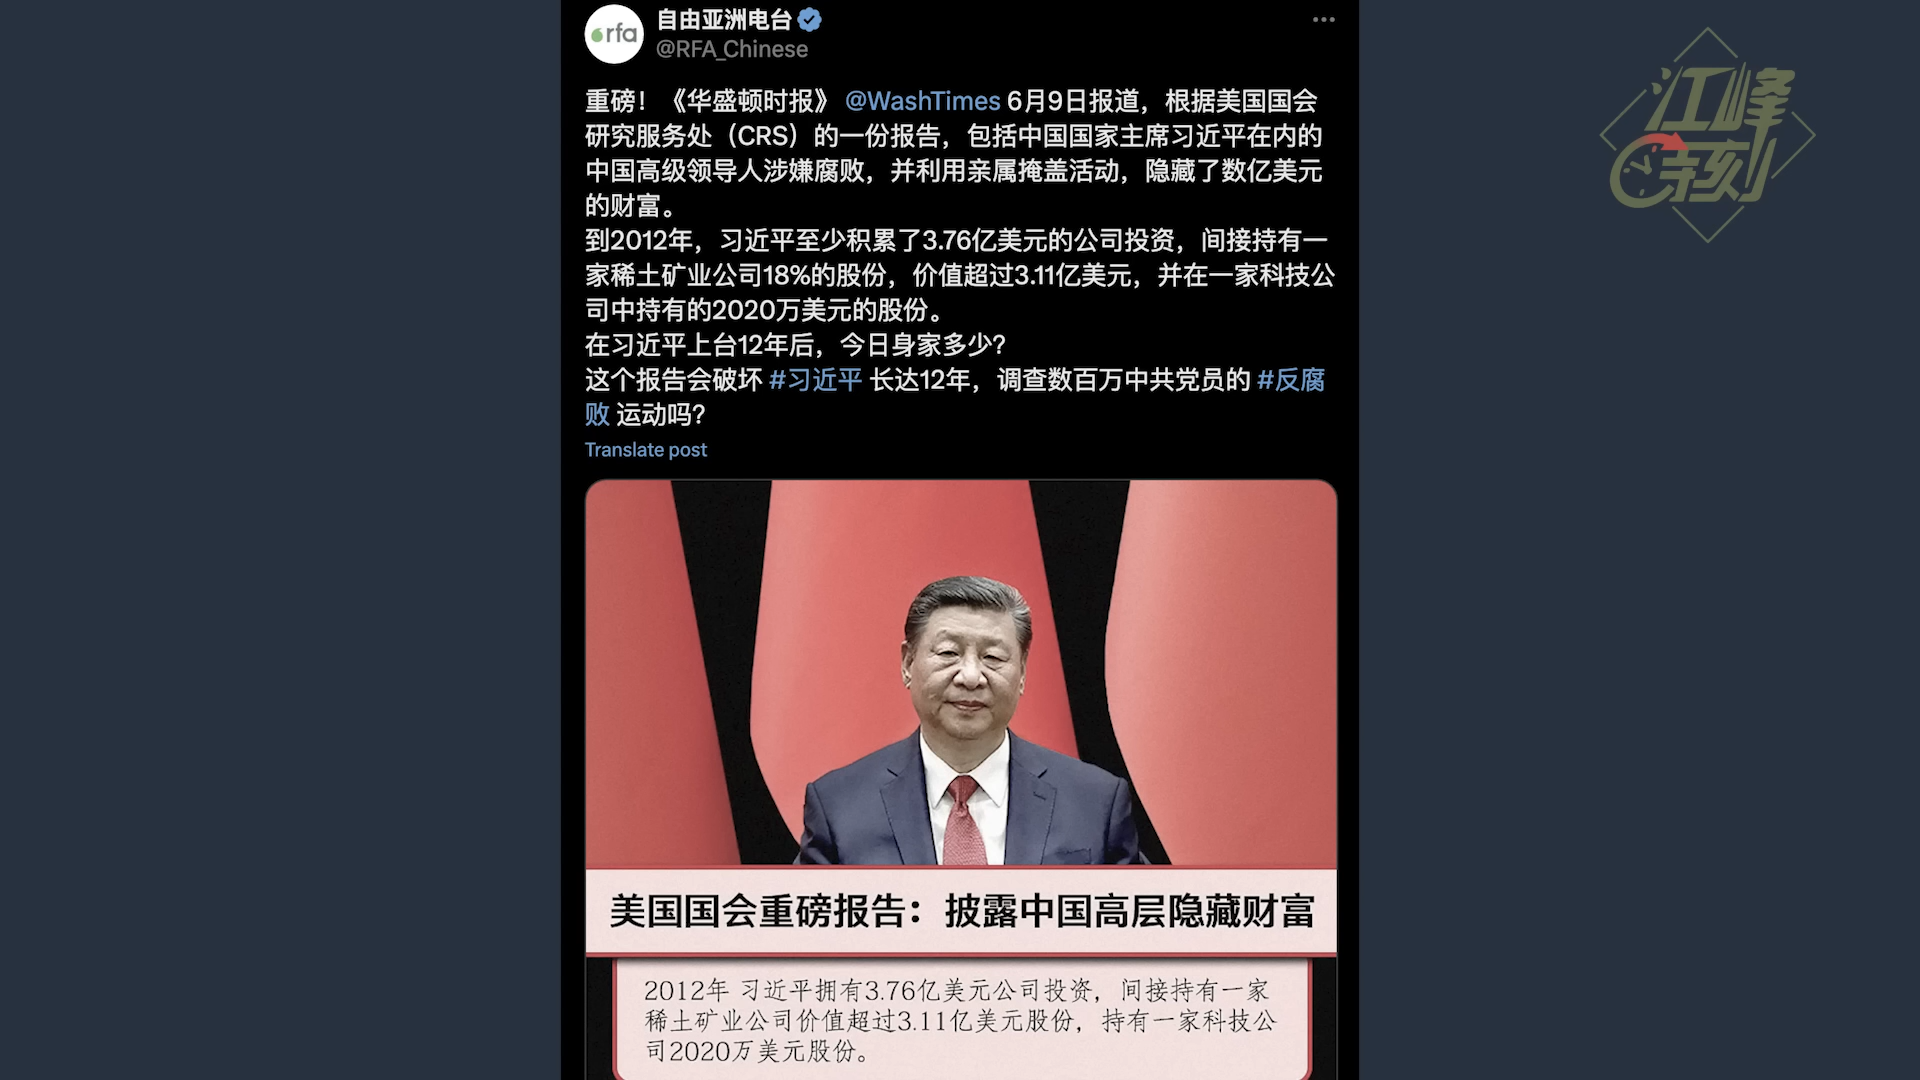 rfa
自由亚洲电台
@RFA_Chinese
重磅！《华盛顿时报》 @WashTimes 6月9日报道，根据美国国会
研究服务处（CRS）的一份报告，包括中国国家主席习近平在内的
中国高级领导人涉嫌腐败，并利用亲属掩盖活动，隐藏了数亿美元
的财富。
到2012年，习近平至少积累了3.76亿美元的公司投资，间接持有一
家稀土矿业公司18%的股份，价值超过3.11亿美元，并在一家科技公
司中持有的2020万美元的股份。
在习近平上台12年后，今日身家多少？
这个报告会破坏 #习近平 长达12年，调查数百万中共党员的 #反腐
败 运动吗？
Translate post
美国国会重磅报告：披露中国高层隐藏财富
2012年 习近平拥有3.76亿美元公司投资，间接持有一家
稀土矿业公司价值超过3.11亿美元股份，持有一家科技公
司2020万美元股份。
江峰
时刻